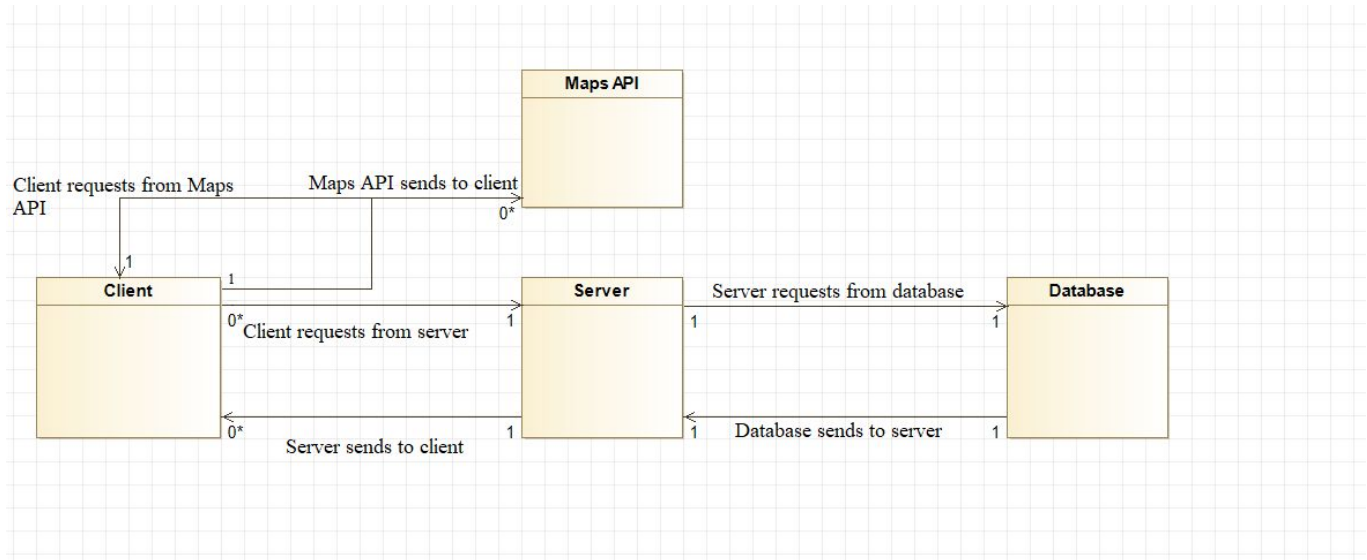 Maps API
Client requests from Maps
API
Maps API sends to client
0*
1
1
Client
Server
Server requests from database
Database
0*
Client requests from server
1
1
1
0*
Server sends to client
1
1
Database sends to server
1